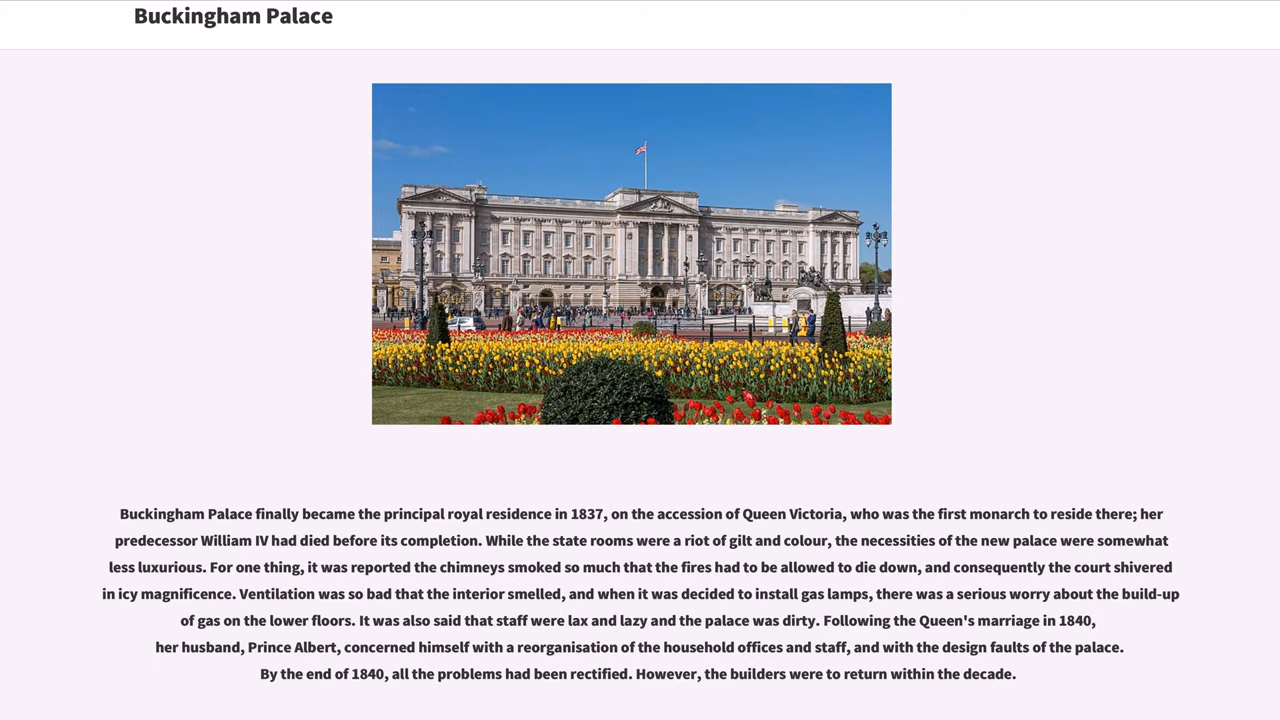 Buckingham Palace
Buckingham Palace finally became the principal royal residence in 1837, on the accession of Queen Victoria, who was the first monarch to reside there; her
predecessor William IV had died before its completion. While the state rooms were a riot of gilt and colour, the necessities of the new palace were somewhat
less luxurious. For one thing, it was reported the chimneys smoked so much that the fires had to be allowed to die down, and consequently the court shivered
in icy magnificence. Ventilation was so bad that the interior smelled, and when it was decided to install gas lamps, there was a serious worry about the build-up
of gas on the lower floors. It was also said that staff were lax and lazy and the palace was dirty. Following the Queen's marriage in 1840,
her husband, Prince Albert, concerned himself with a reorganisation of the household offices and staff, and with the design faults of the palace.
By the end of 1840, all the problems had been rectified. However, the builders were to return within the decade.